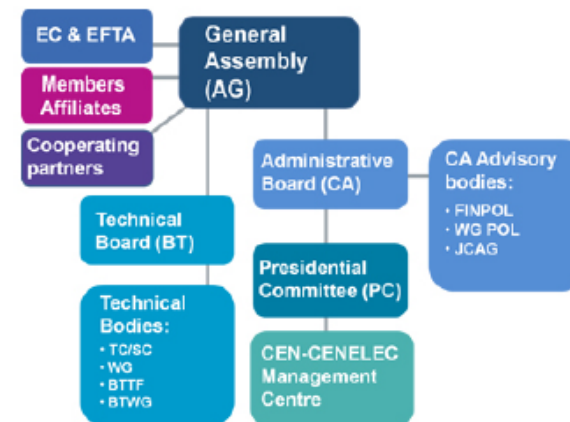 EC & EFTA
General
Assembly
(AG)
Members
Affiliates
Cooperating
partners
Administrative
Board (CA)
CA Advisory
bodies:
• FINPOL
• WG POL
• JCAG
Technical
Board (BT)
Presidential
Committee (PC)
Technical
Bodies:
• TC/SC
• WG
• BTTF
• BTWG
CEN-CENELEC
Management
Centre